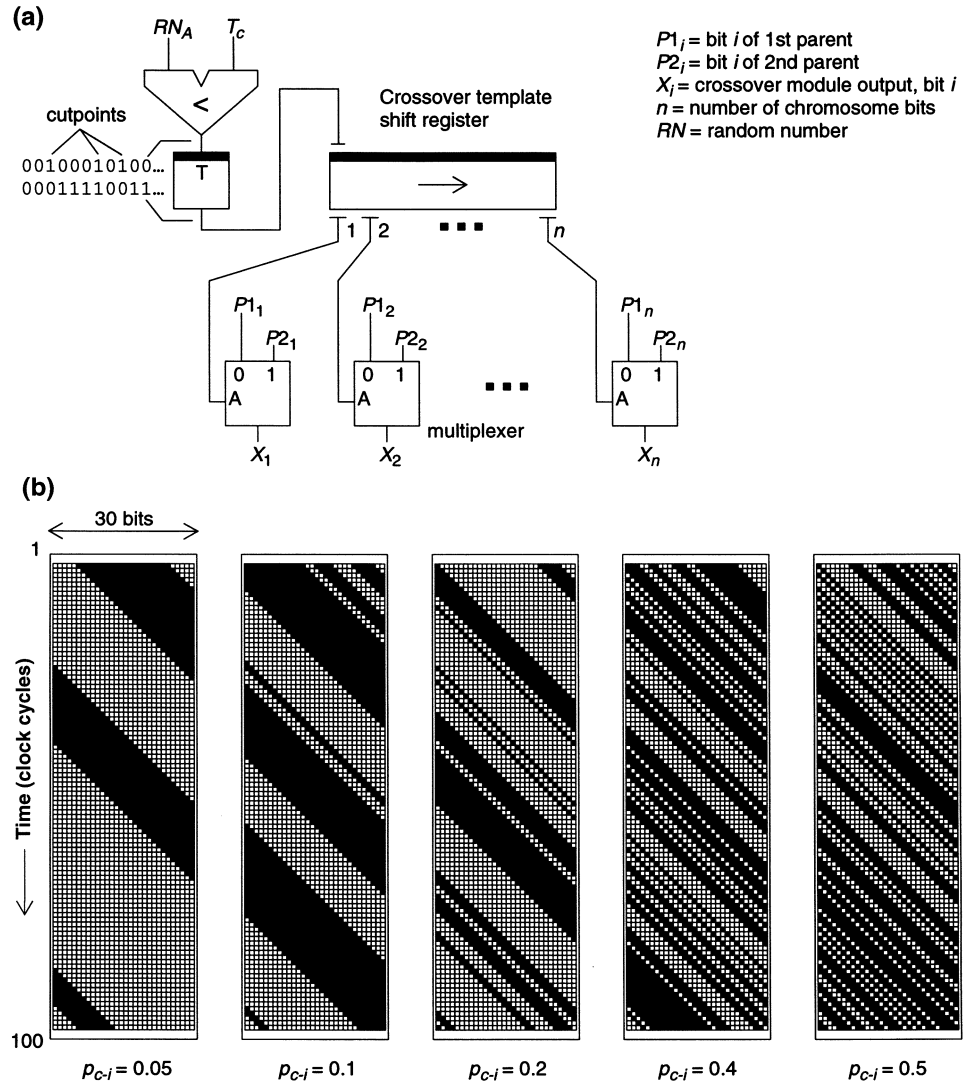 (a)
RN_A
T_c
<
cutpoints
00100010100...
00011110011...
T
Crossover template
shift register
P1_i = bit i of 1st parent
P2_i = bit i of 2nd parent
X_i = crossover module output, bit i
n = number of chromosome bits
RN = random number
1
2
n
P1_1
P2_1
0 1
A
X_1
P1_2
P2_2
0 1
A
X_2
multiplexer
P1_n
P2_n
0 1
A
X_n
(b)
30 bits
1
Time (clock cycles)
100
p_c-i = 0.05
p_c-i = 0.1
p_c-i = 0.2
p_c-i = 0.4
p_c-i = 0.5